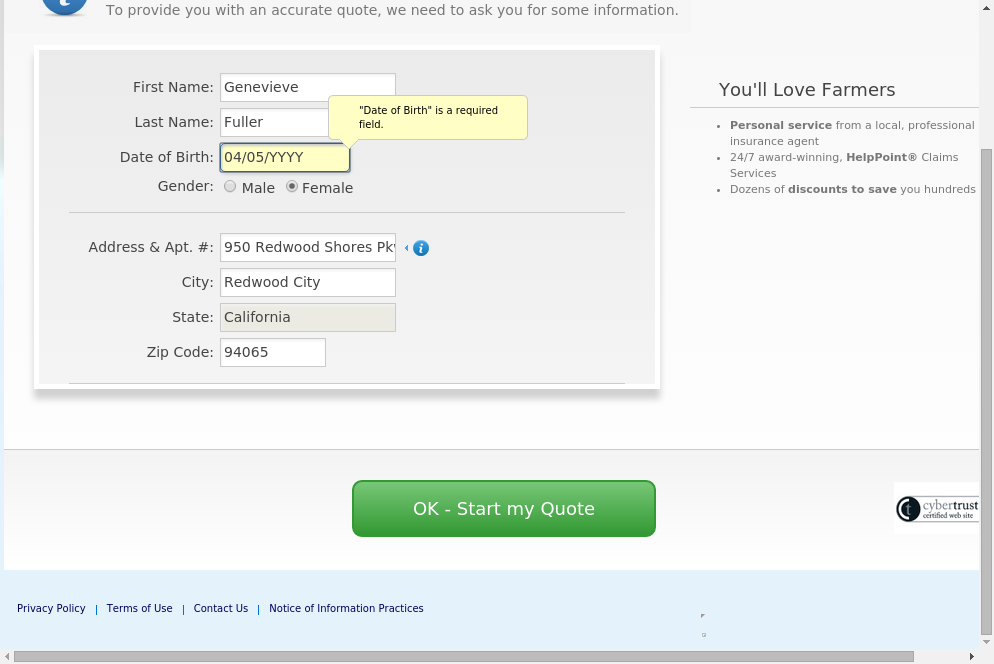 To provide you with an accurate quote, we need to ask you for some information.
First Name: Genevieve
"Date of Birth" is a required
field.
Last Name: Fuller
Date of Birth: 04/05/YYYY
Gender: Male Female
Address & Apt. #: 950 Redwood Shores Pkw
City: Redwood City
State: California
Zip Code: 94065
You'll Love Farmers
• Personal service from a local, professional
insurance agent
• 24/7 award-winning, HelpPoint® Claims
Services
• Dozens of discounts to save you hundreds
OK - Start my Quote
cybertrust
certified web site
Privacy Policy | Terms of Use | Contact Us | Notice of Information Practices